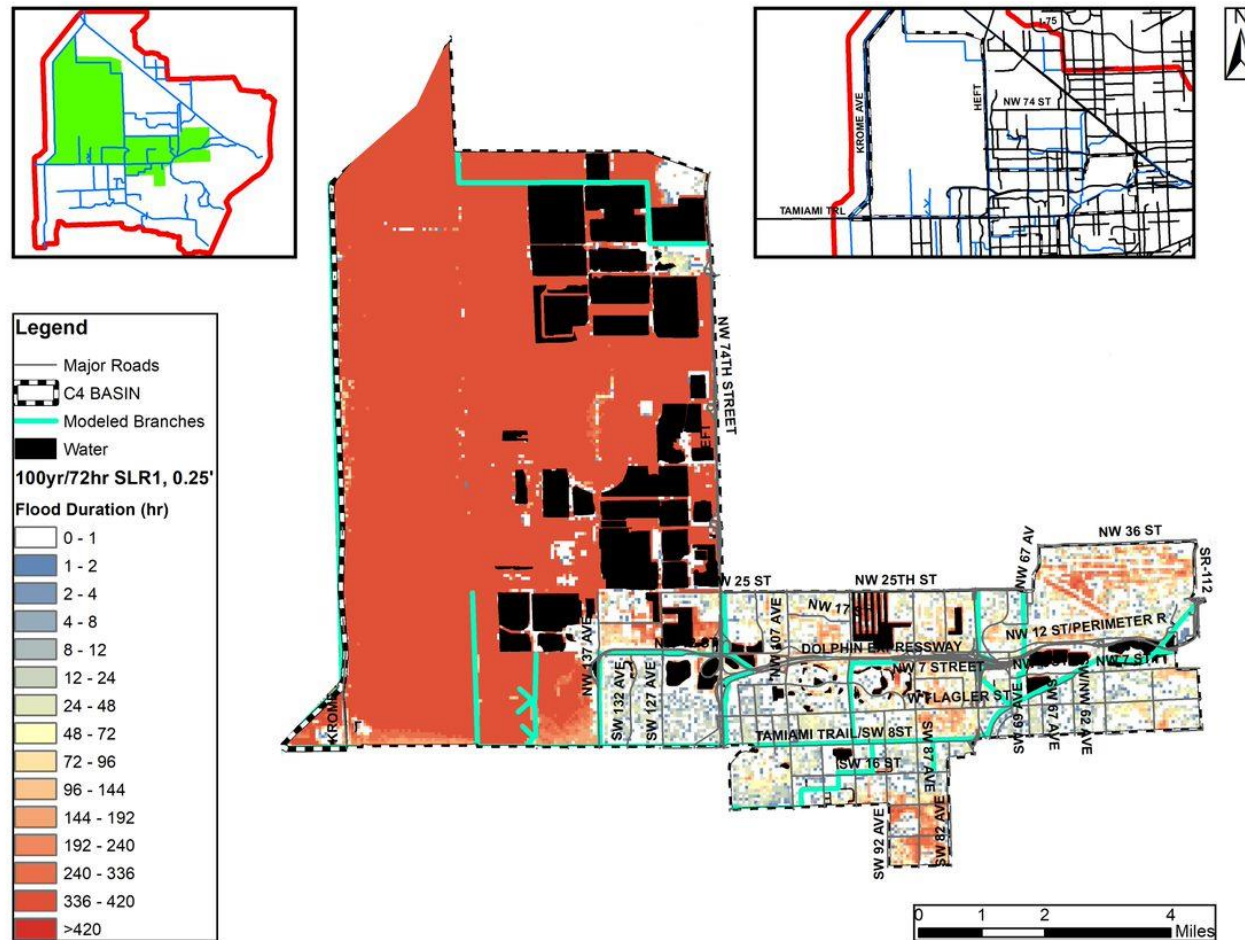 I-75
KROME AVE
HEFT
NW 74 ST
TAMIAMI TRL
N
Legend
Major Roads
C4 BASIN
Modeled Branches
Water
100yr/72hr SLR1, 0.25'
Flood Duration (hr)
0 - 1
1 - 2
2 - 4
4 - 8
8 - 12
12 - 24
24 - 48
48 - 72
72 - 96
96 - 144
144 - 192
192 - 240
240 - 336
336 - 420
>420
NW 74TH STREET
NW 36 ST
NW 67 AV
SR-112
NW 25TH ST
25 ST
NW 17 ST
NW 12 ST/PERIMETER R
NW 137 AVE
NW 107 AVE
DOLPHIN EXPRESSWAY
NW 7 STREET
NW 7 ST
SW 132 AVE
SW 127 AVE
W FLAGLER ST
TAMIAMI TRAIL/SW 8ST
SW 69 AVE
SW 67 AVE
SW/NW 62 AVE
KROME
SW 16 ST
SW 87 AVE
SW 92 AVE
SW 82 AVE
0 1 2 4
Miles